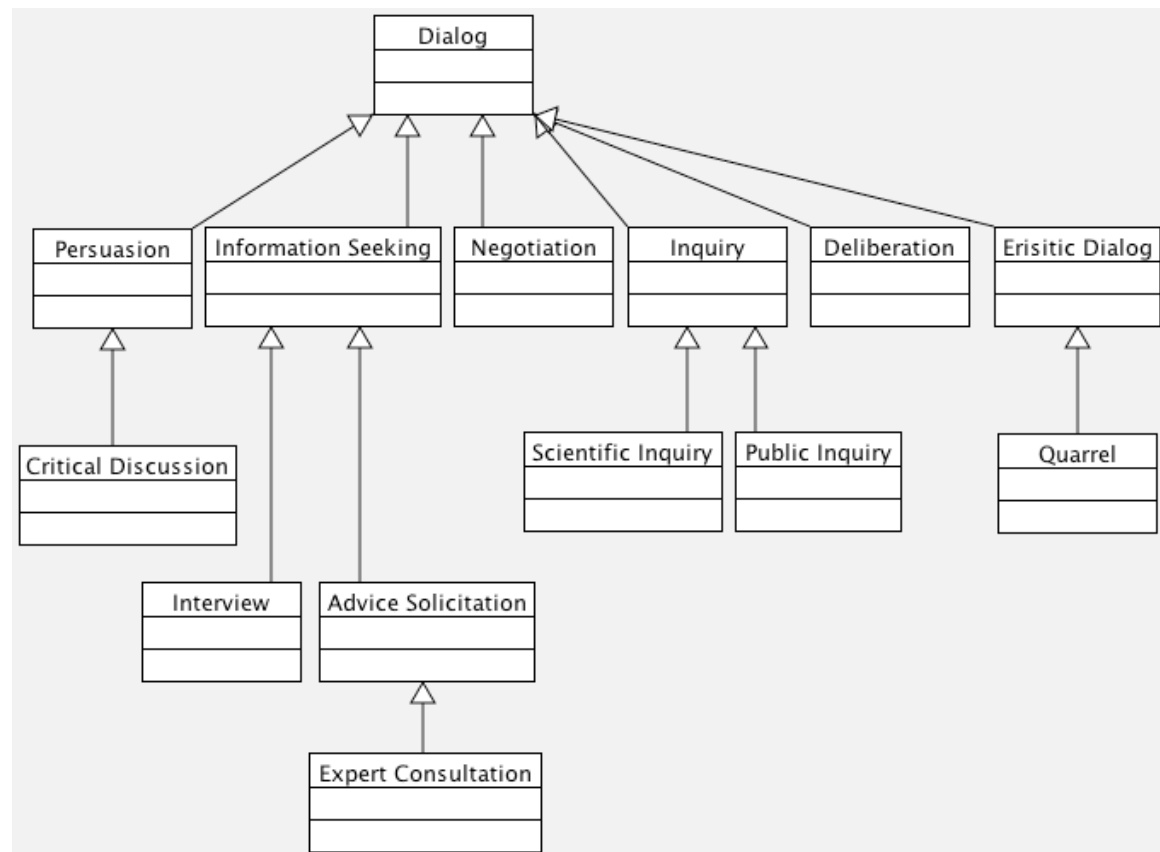 Dialog
Persuasion
Information Seeking
Negotiation
Inquiry
Deliberation
Erisitic Dialog
Critical Discussion
Scientific Inquiry
Public Inquiry
Quarrel
Interview
Advice Solicitation
Expert Consultation